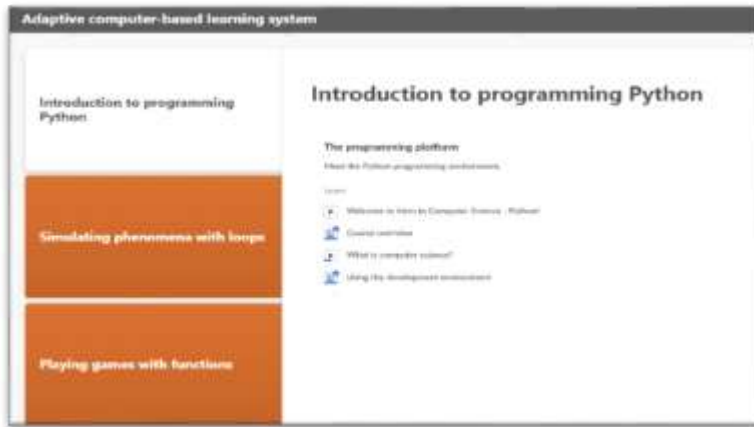 Adaptive computer-based learning system
Introduction to programming
Python
Simulating phenomena with loops
Playing games with functions
Introduction to programming Python
The programming platform
Meet the Python programming environment
Learn
Welcome to Intro to Computer Science - Python!
Course overview
What is computer science?
Using the development environment